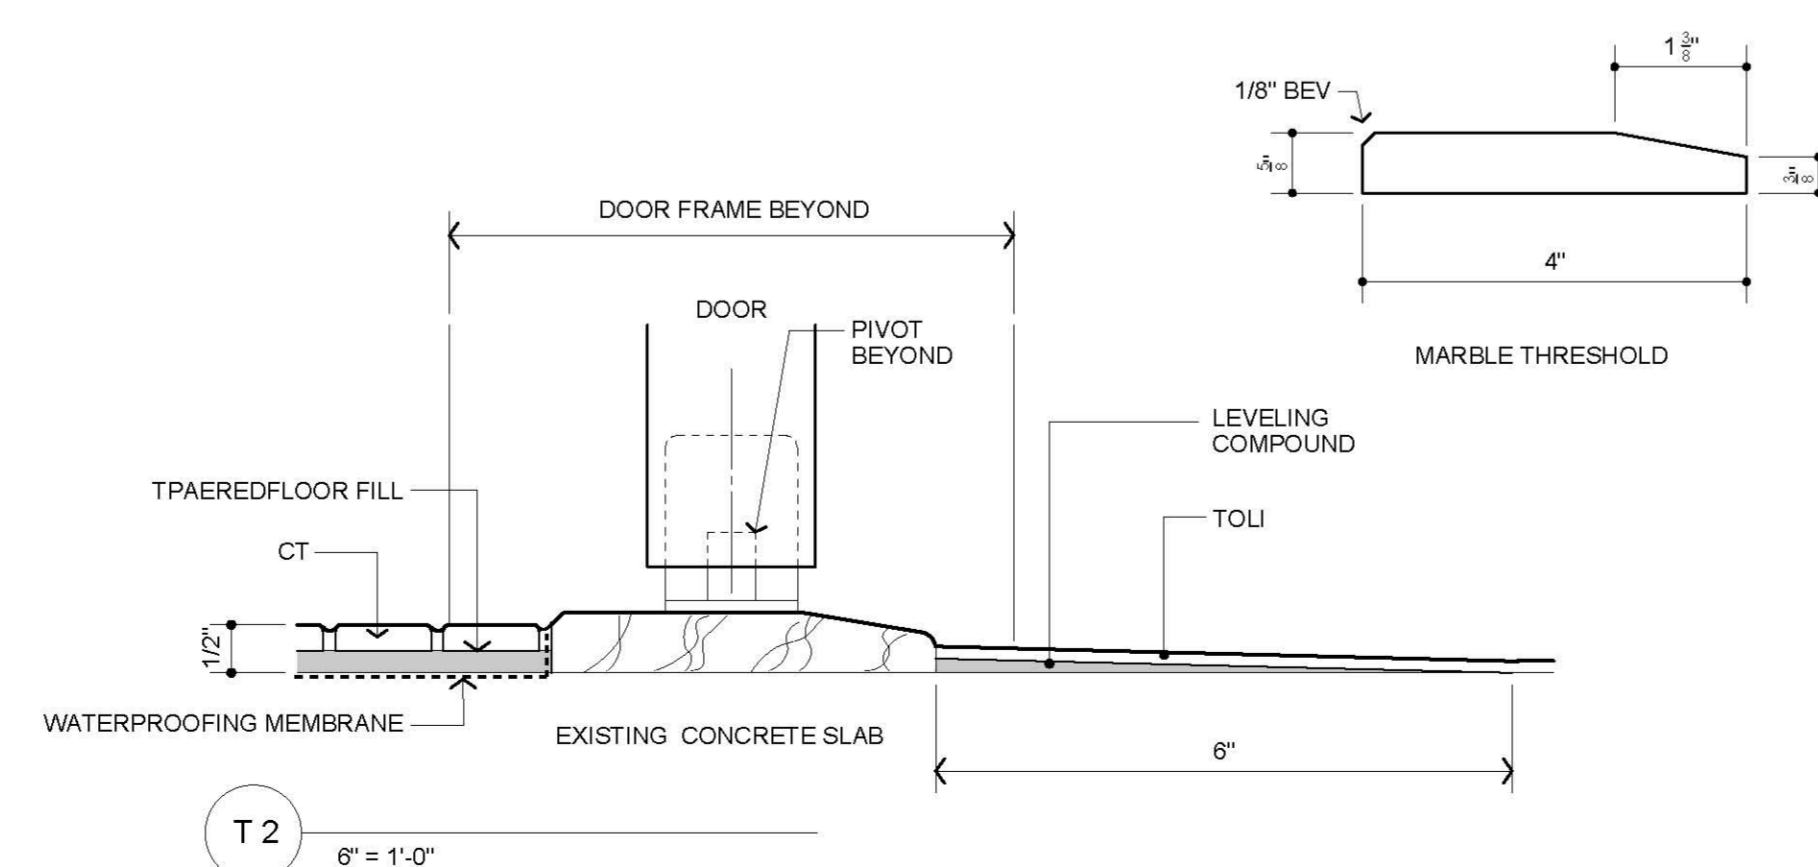 1 3/8"
1/8" BEV
5/8"
3/8"
DOOR FRAME BEYOND
4"
DOOR
PIVOT
BEYOND
MARBLE THRESHOLD
LEVELING
COMPOUND
TPAEREDFLOOR FILL
TOLI
CT
1/2"
WATERPROOFING MEMBRANE
EXISTING CONCRETE SLAB
6"
T 2
6" = 1'-0"